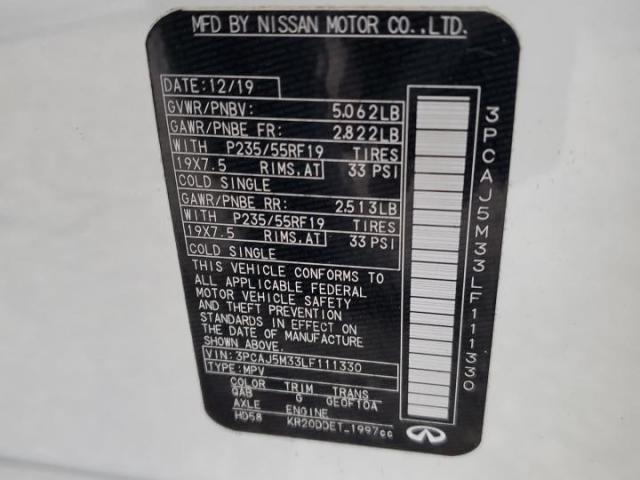 MFD BY NISSAN MOTOR CO.,LTD.
DATE: 12/19
GVWR/PNBV: 5,062LB
GAWR/PNBE FR: 2,822LB
WITH P235/55RF19 TIRES
19X7.5 RIMS,AT 33 PSI
COLD SINGLE
GAWR/PNBE RR: 2,513LB
WITH P235/55RF19 TIRES
19X7.5 RIMS,AT 33 PSI
COLD SINGLE
THIS VEHICLE CONFORMS TO
ALL APPLICABLE FEDERAL
MOTOR VEHICLE SAFETY
AND THEFT PREVENTION
STANDARDS IN EFFECT ON
THE DATE OF MANUFACTURE
SHOWN ABOVE.
VIN: 3PCAJ5M33LF111330
TYPE: MPV
COLOR TRIM TRANS
QAB G GEOF10A
AXLE ENGINE
HD58 KR20DDET_1997cc
3PCAJ5M33LF111330